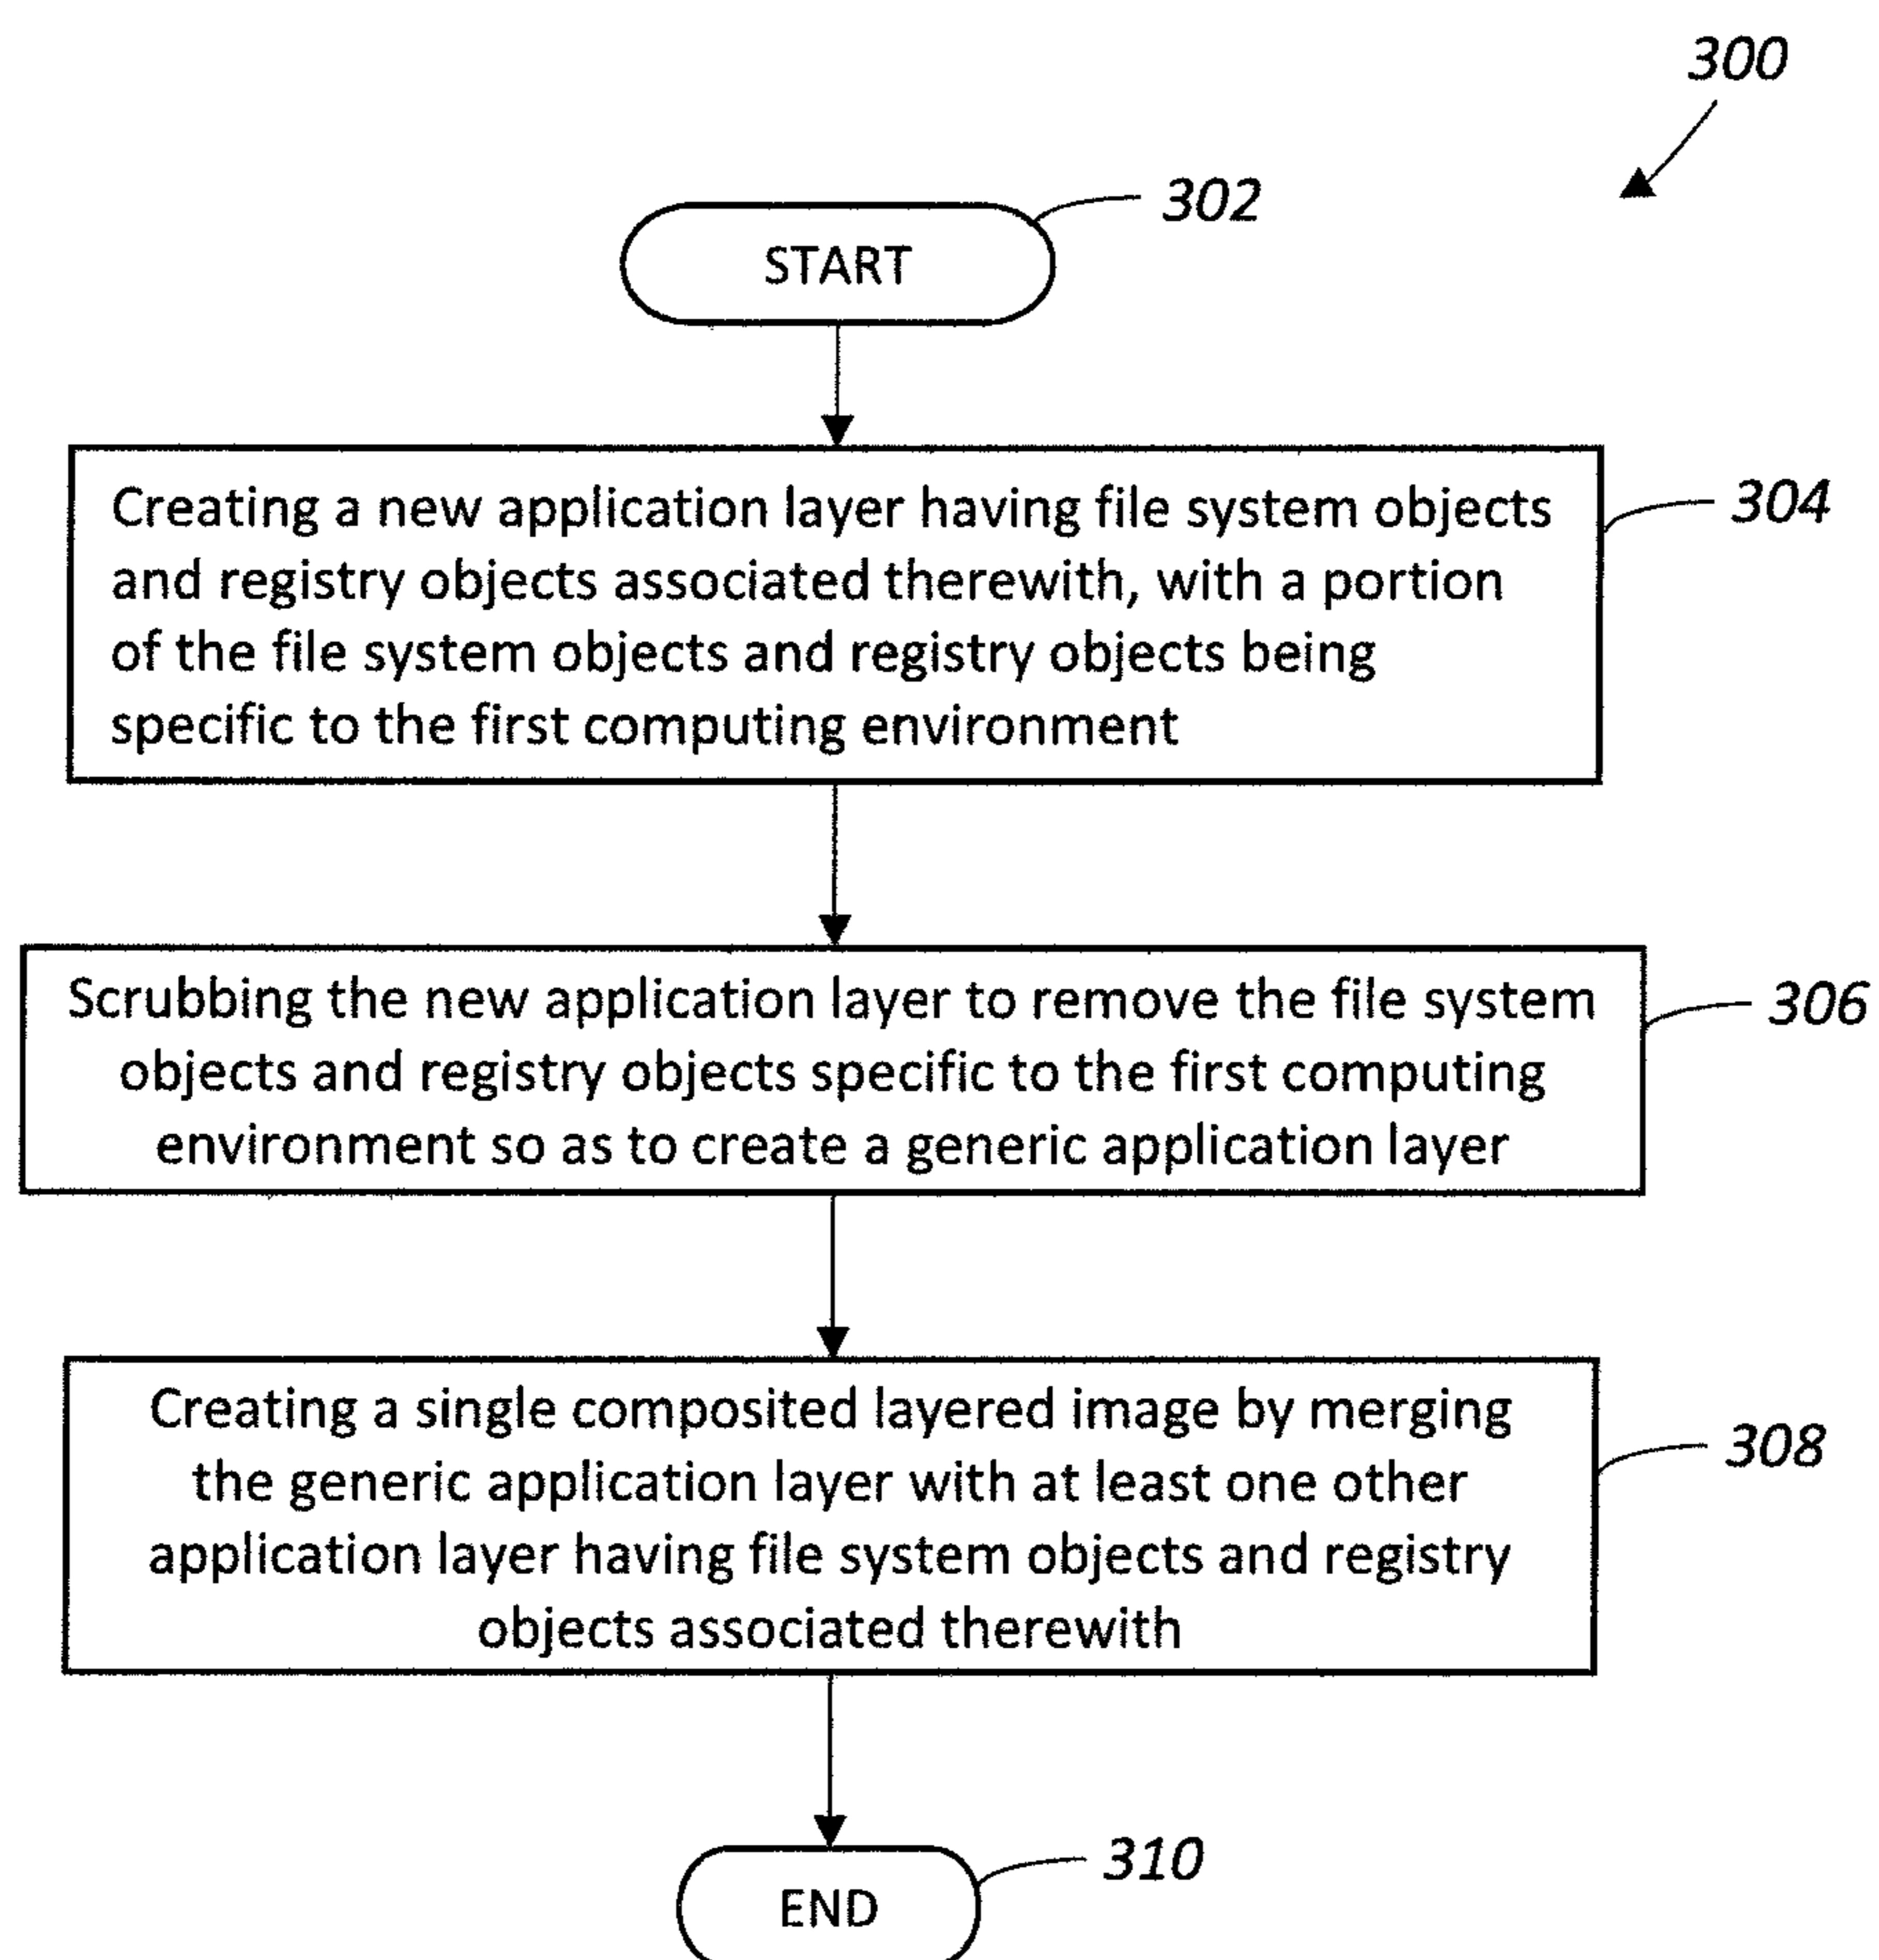 300
302
START
Creating a new application layer having file system objects
and registry objects associated therewith, with a portion
of the file system objects and registry objects being
specific to the first computing environment
304
Scrubbing the new application layer to remove the file system
objects and registry objects specific to the first computing
environment so as to create a generic application layer
306
Creating a single composited layered image by merging
the generic application layer with at least one other
application layer having file system objects and registry
objects associated therewith
308
310
END